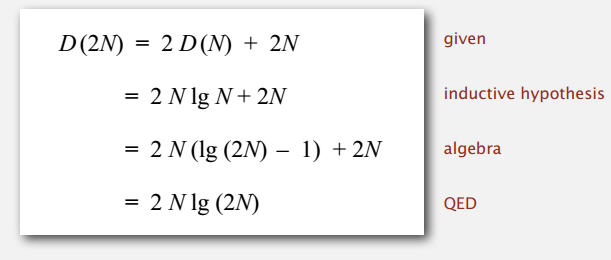 D(2N) = 2 D(N) + 2N given
= 2 N lg N + 2N inductive hypothesis
= 2 N (lg (2N) – 1) + 2N algebra
= 2 N lg (2N) QED